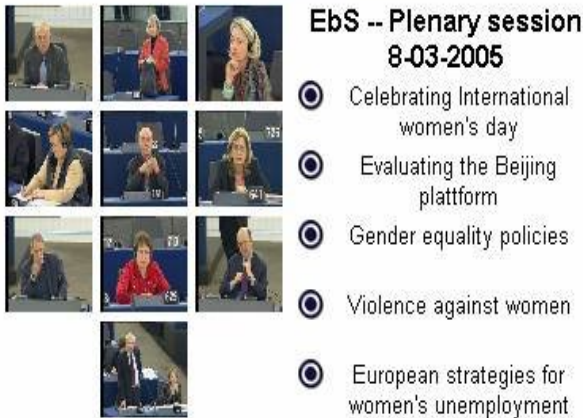 EbS -- Plenary session
8-03-2005
Celebrating International
women's day
Evaluating the Beijing
plattform
Gender equality policies
Violence against women
European strategies for
women's unemployment